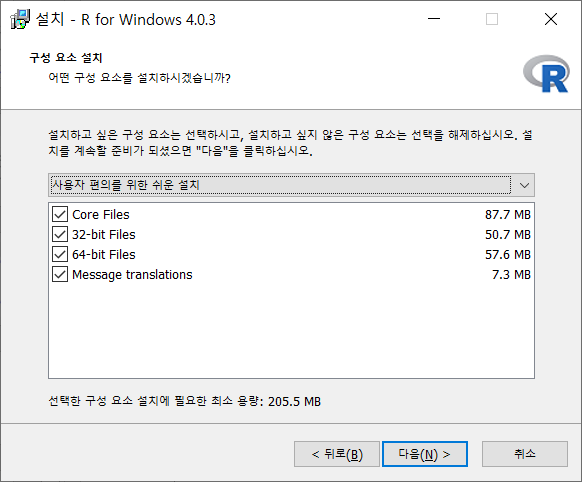 설치 - R for Windows 4.0.3
구성 요소 설치
어떤 구성 요소를 설치하시겠습니까?
R
설치하고 싶은 구성 요소는 선택하시고, 설치하고 싶지 않은 구성 요소는 선택을 해제하십시오. 설
치를 계속할 준비가 되셨으면 "다음"을 클릭하십시오.
사용자 편의를 위한 쉬운 설치
Core Files 87.7 MB
32-bit Files 50.7 MB
64-bit Files 57.6 MB
Message translations 7.3 MB
선택한 구성 요소 설치에 필요한 최소 용량: 205.5 MB
< 뒤로(B) 다음(N) > 취소